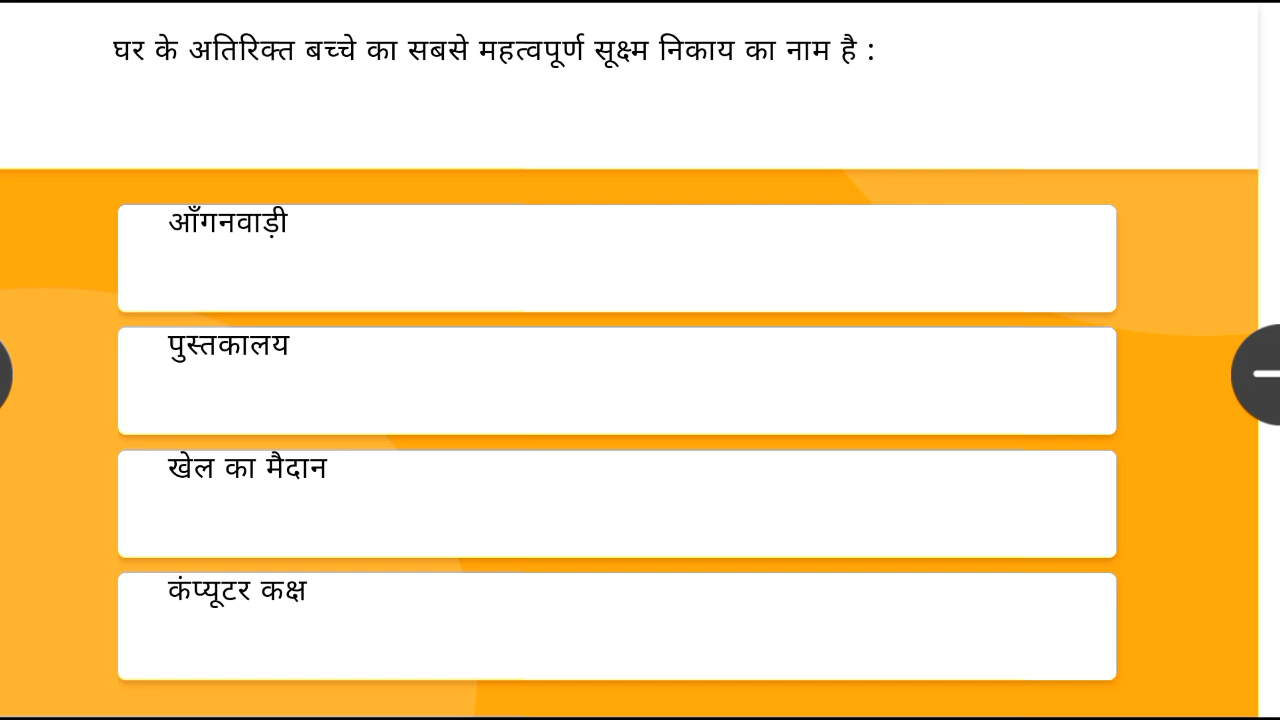 घर के अतिरिक्त बच्चे का सबसे महत्वपूर्ण सूक्ष्म निकाय का नाम है :
आँगनवाड़ी
पुस्तकालय
खेल का मैदान
कंप्यूटर कक्ष